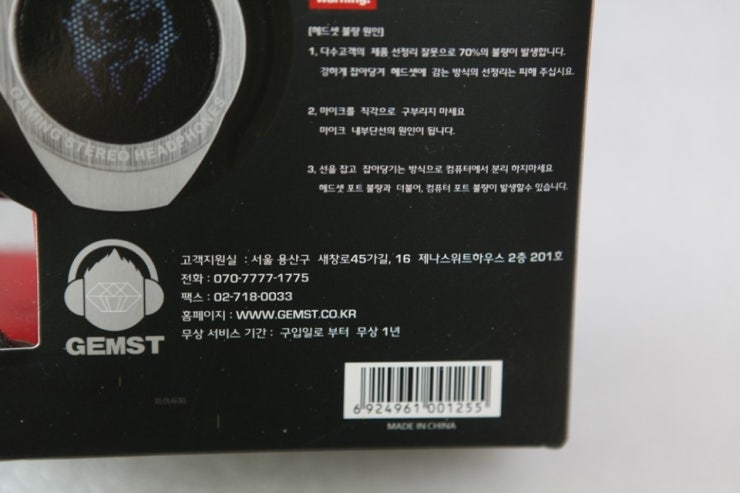 warning!
[헤드셋 불량 원인]
1. 다수고객의 제품 선정리 잘못으로 70%의 불량이 발생합니다.
강하게 잡아당겨 헤드셋에 감는 방식의 선정리는 피해 주십시요.
2. 마이크를 직각으로 구부리지 마세요
마이크 내부단선의 원인이 됩니다.
3. 선을 잡고 잡아당기는 방식으로 컴퓨터에서 분리 하지마세요
헤드셋 포트 불량과 더불어, 컴퓨터 포트 불량이 발생할수 있습니다.
GAMING STEREO HEADPHONES
고객지원실 : 서울 용산구 새창로45가길, 16 제나스위트하우스 2층 201호
전화 : 070-7777-1775
팩스 : 02-718-0033
홈페이지 : WWW.GEMST.CO.KR
무상 서비스 기간 : 구입일로 부터 무상 1년
GEMST
6 924961 001255
MADE IN CHINA